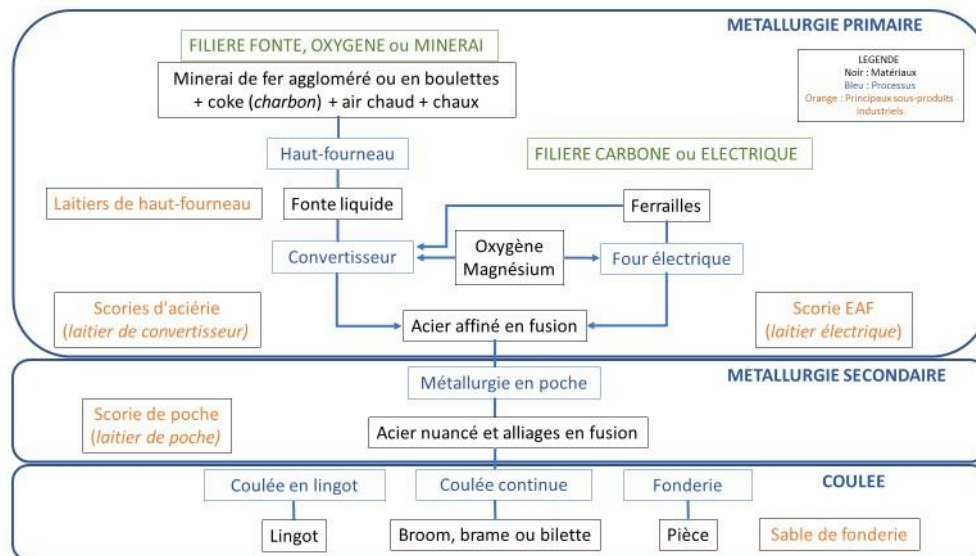 METALLURGIE PRIMAIRE
FILIERE FONTE, OXYGENE ou MINERAI
Minerai de fer aggloméré ou en boulettes
+ coke (charbon) + air chaud + chaux
LEGENDE
Noir : Matériaux
Bleu : Processus
Orange : Principaux sous-produits
industriels
Haut-fourneau
FILIERE CARBONE ou ELECTRIQUE
Laitiers de haut-fourneau
Fonte liquide
Ferrailles
Convertisseur
Oxygène
Magnésium
Four électrique
Scories d'aciérie
(laitier de convertisseur)
Acier affiné en fusion
Scorie EAF
(laitier électrique)
METALLURGIE SECONDAIRE
Métallurgie en poche
Scorie de poche
(laitier de poche)
Acier nuancé et alliages en fusion
COULEE
Coulée en lingot
Coulée continue
Fonderie
Lingot
Broom, brame ou bilette
Pièce
Sable de fonderie